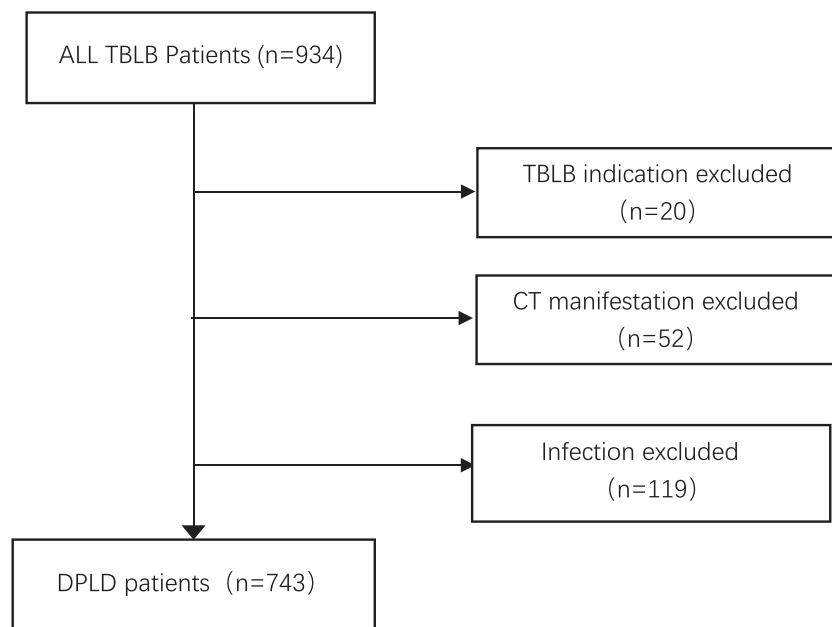 ALL TBLB Patients (n=934)
TBLB indication excluded
（n=20）
CT manifestation excluded
（n=52）
Infection excluded
（n=119）
DPLD patients （n=743）